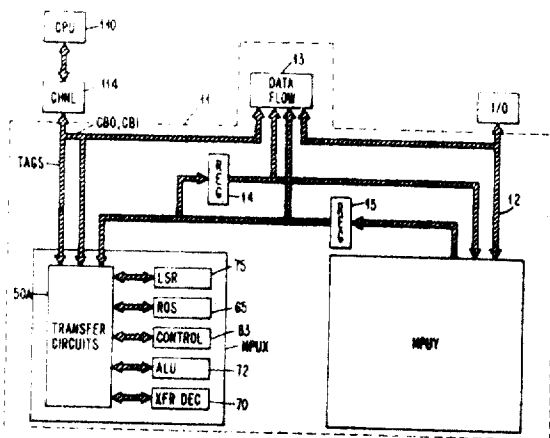 CPU
110
CHNL
114
11
CBO, CBI
TAGS
DATA
FLOW
13
I/O
REG
14
REG
15
12
50A
TRANSFER
CIRCUITS
LSR
75
ROS
65
CONTROL
83
ALU
72
XFR DEC
70
MPUX
MPUY